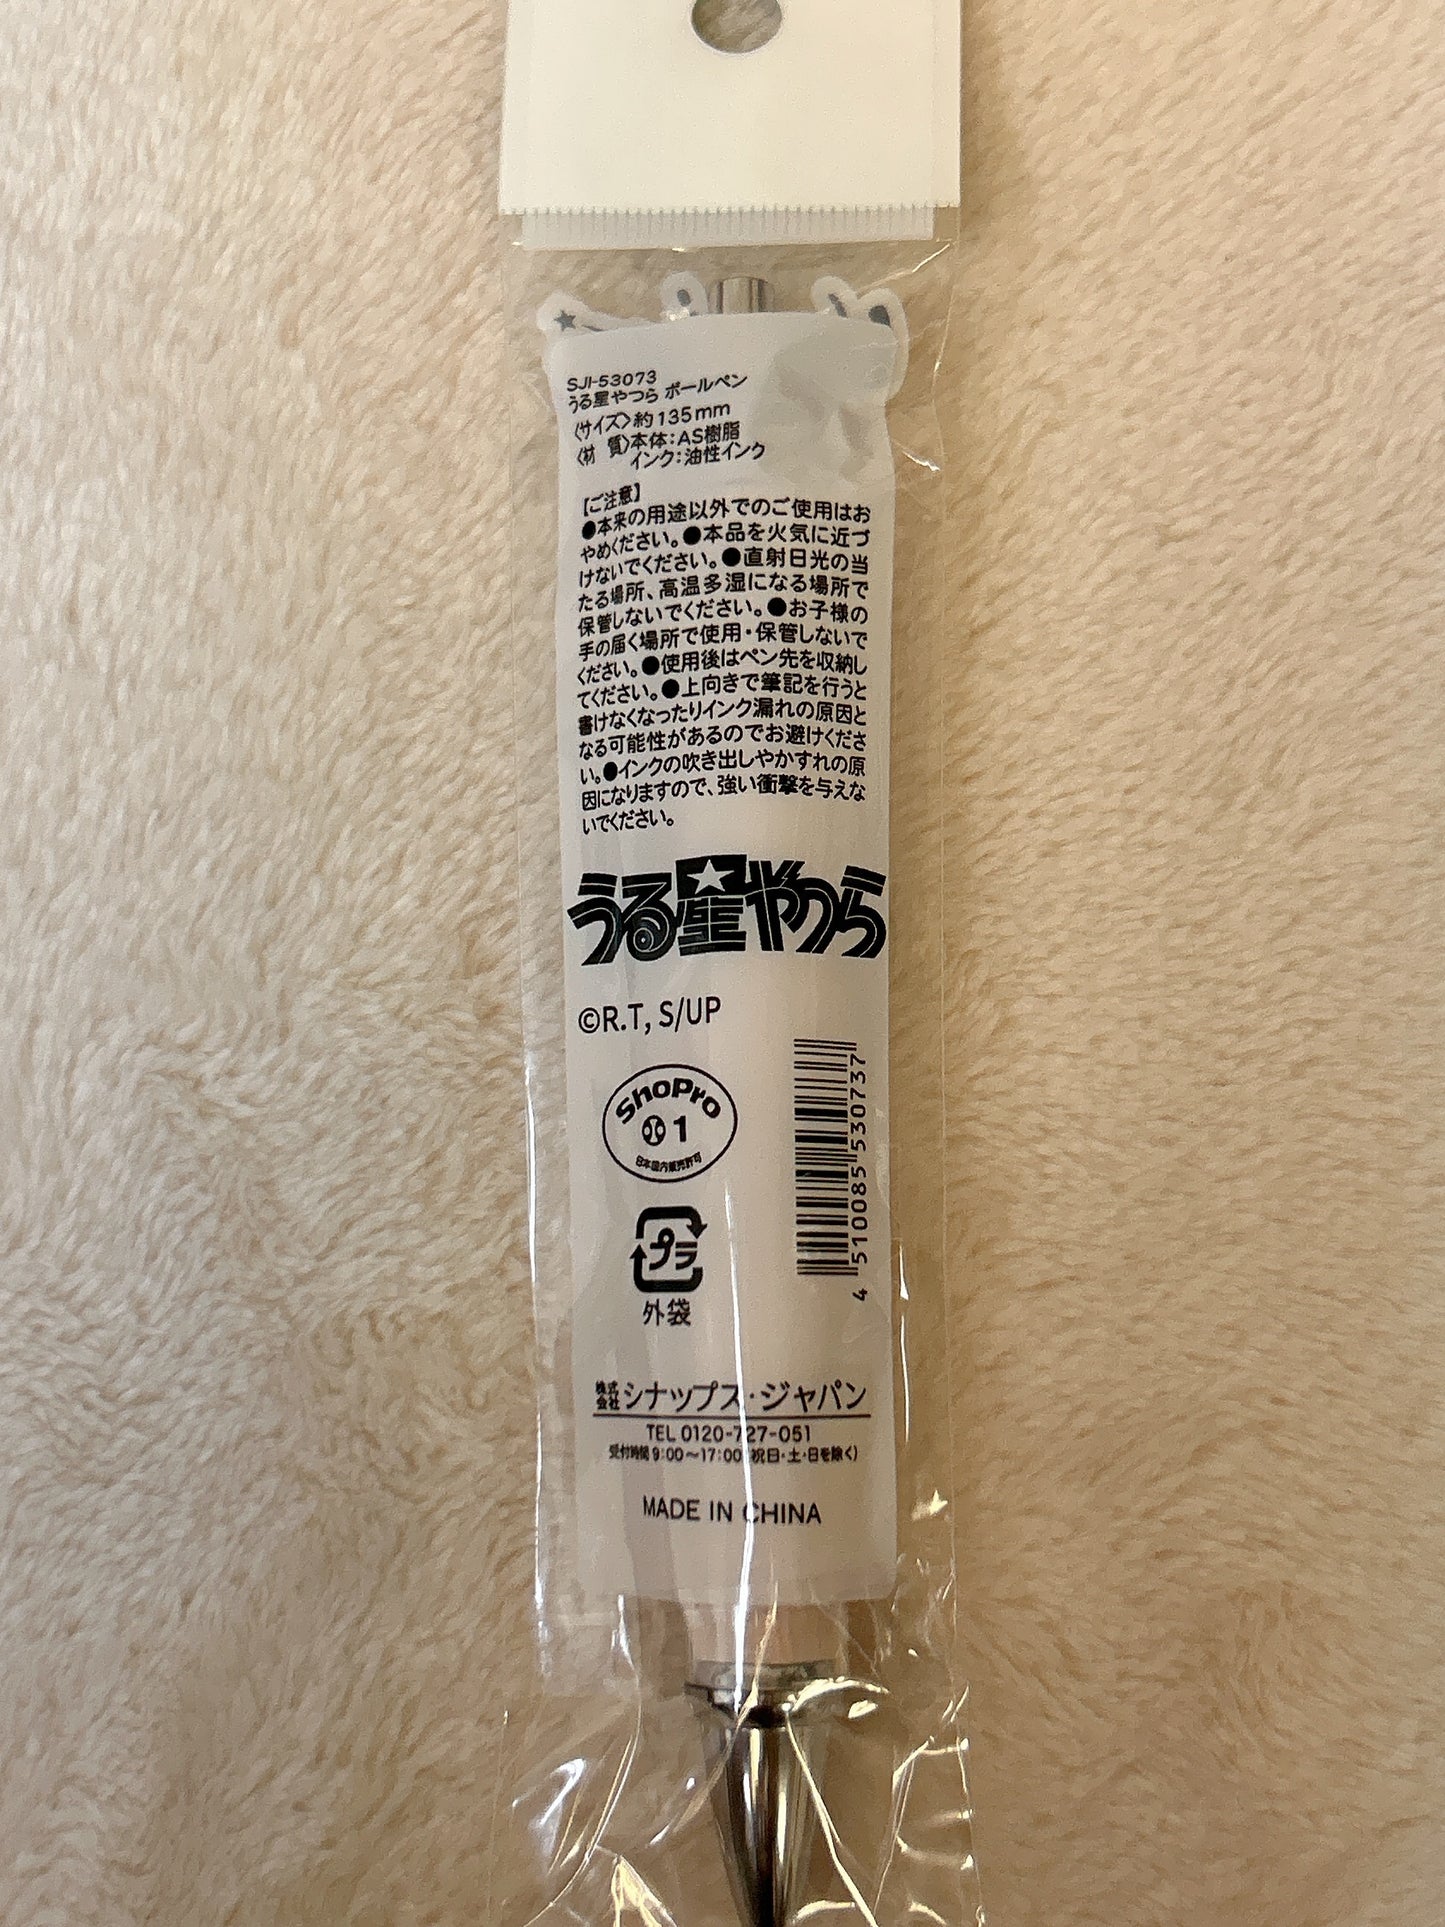 SJI-53073
うる星やつら ボールペン
〈サイズ〉約135mm
〈材　質〉本体：AS樹脂
インク：油性インク
【ご注意】
●本来の用途以外でのご使用はお
やめください。●本品を火気に近づ
けないでください。●直射日光の当
たる場所、高温多湿になる場所で
保管しないでください。●お子様の
手の届く場所で使用・保管しないで
ください。●使用後はペン先を収納し
てください。●上向きで筆記を行うと
書けなくなったりインク漏れの原因と
なる可能性があるのでお避けくださ
い。●インクの吹き出しやかすれの原
因になりますので、強い衝撃を与えな
いでください。
うる星やつら
©R.T, S/UP
ShoPro
1
日本国内販売許可
4 510085 530737
プラ
外袋
株式会社シナップス・ジャパン
TEL 0120-727-051
受付時間 9:00〜17:00（祝日・土・日を除く）
MADE IN CHINA